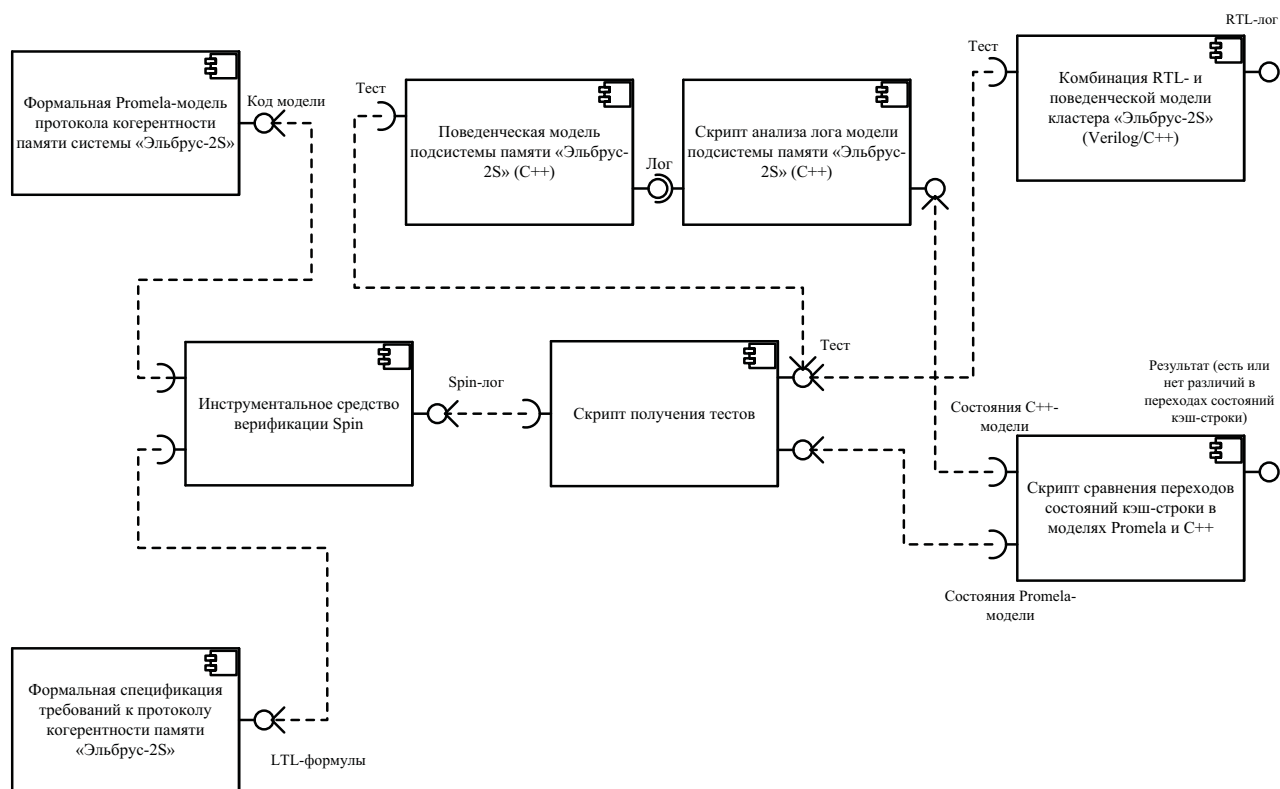 RTL-лог
Тест
Комбинация RTL- и
поведенческой модели
кластера «Эльбрус-2S»
(Verilog/C++)
Формальная Promela-модель
протокола когерентности
памяти системы «Эльбрус-2S»
Код модели
Тест
Поведенческая модель
подсистемы памяти «Эльбрус-
2S» (C++)
Лог
Скрипт анализа лога модели
подсистемы памяти «Эльбрус-
2S» (C++)
Инструментальное средство
верификации Spin
Spin-лог
Скрипт получения тестов
Тест
Результат (есть или
нет различий в
переходах состояний
кэш-строки)
Состояния C++-
модели
Скрипт сравнения переходов
состояний кэш-строки в
моделях Promela и C++
Состояния Promela-
модели
Формальная спецификация
требований к протоколу
когерентности памяти
«Эльбрус-2S»
LTL-формулы